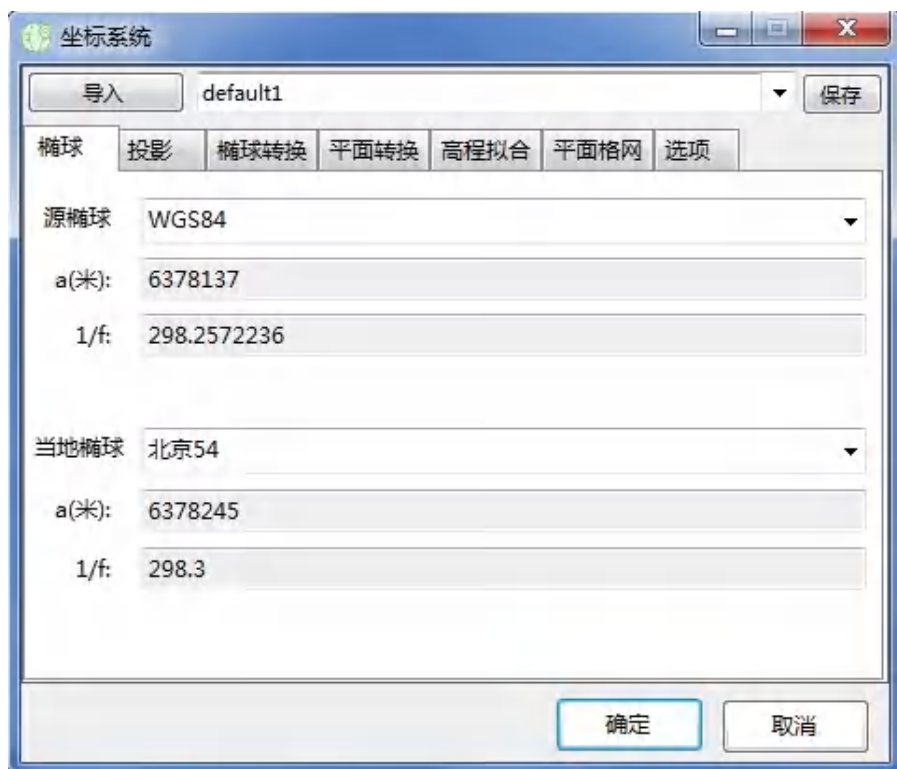 坐标系统
导入 default1 保存
椭球 投影 椭球转换 平面转换 高程拟合 平面格网 选项
源椭球 WGS84
a(米): 6378137
1/f: 298.2572236
当地椭球 北京54
a(米): 6378245
1/f: 298.3
确定 取消